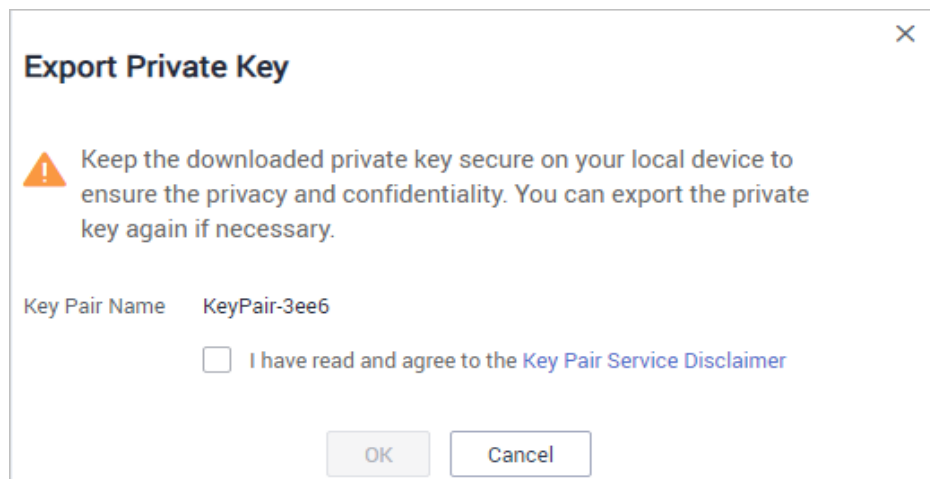 Export Private Key
Keep the downloaded private key secure on your local device to
ensure the privacy and confidentiality. You can export the private
key again if necessary.
Key Pair Name KeyPair-3ee6
I have read and agree to the Key Pair Service Disclaimer
OK Cancel